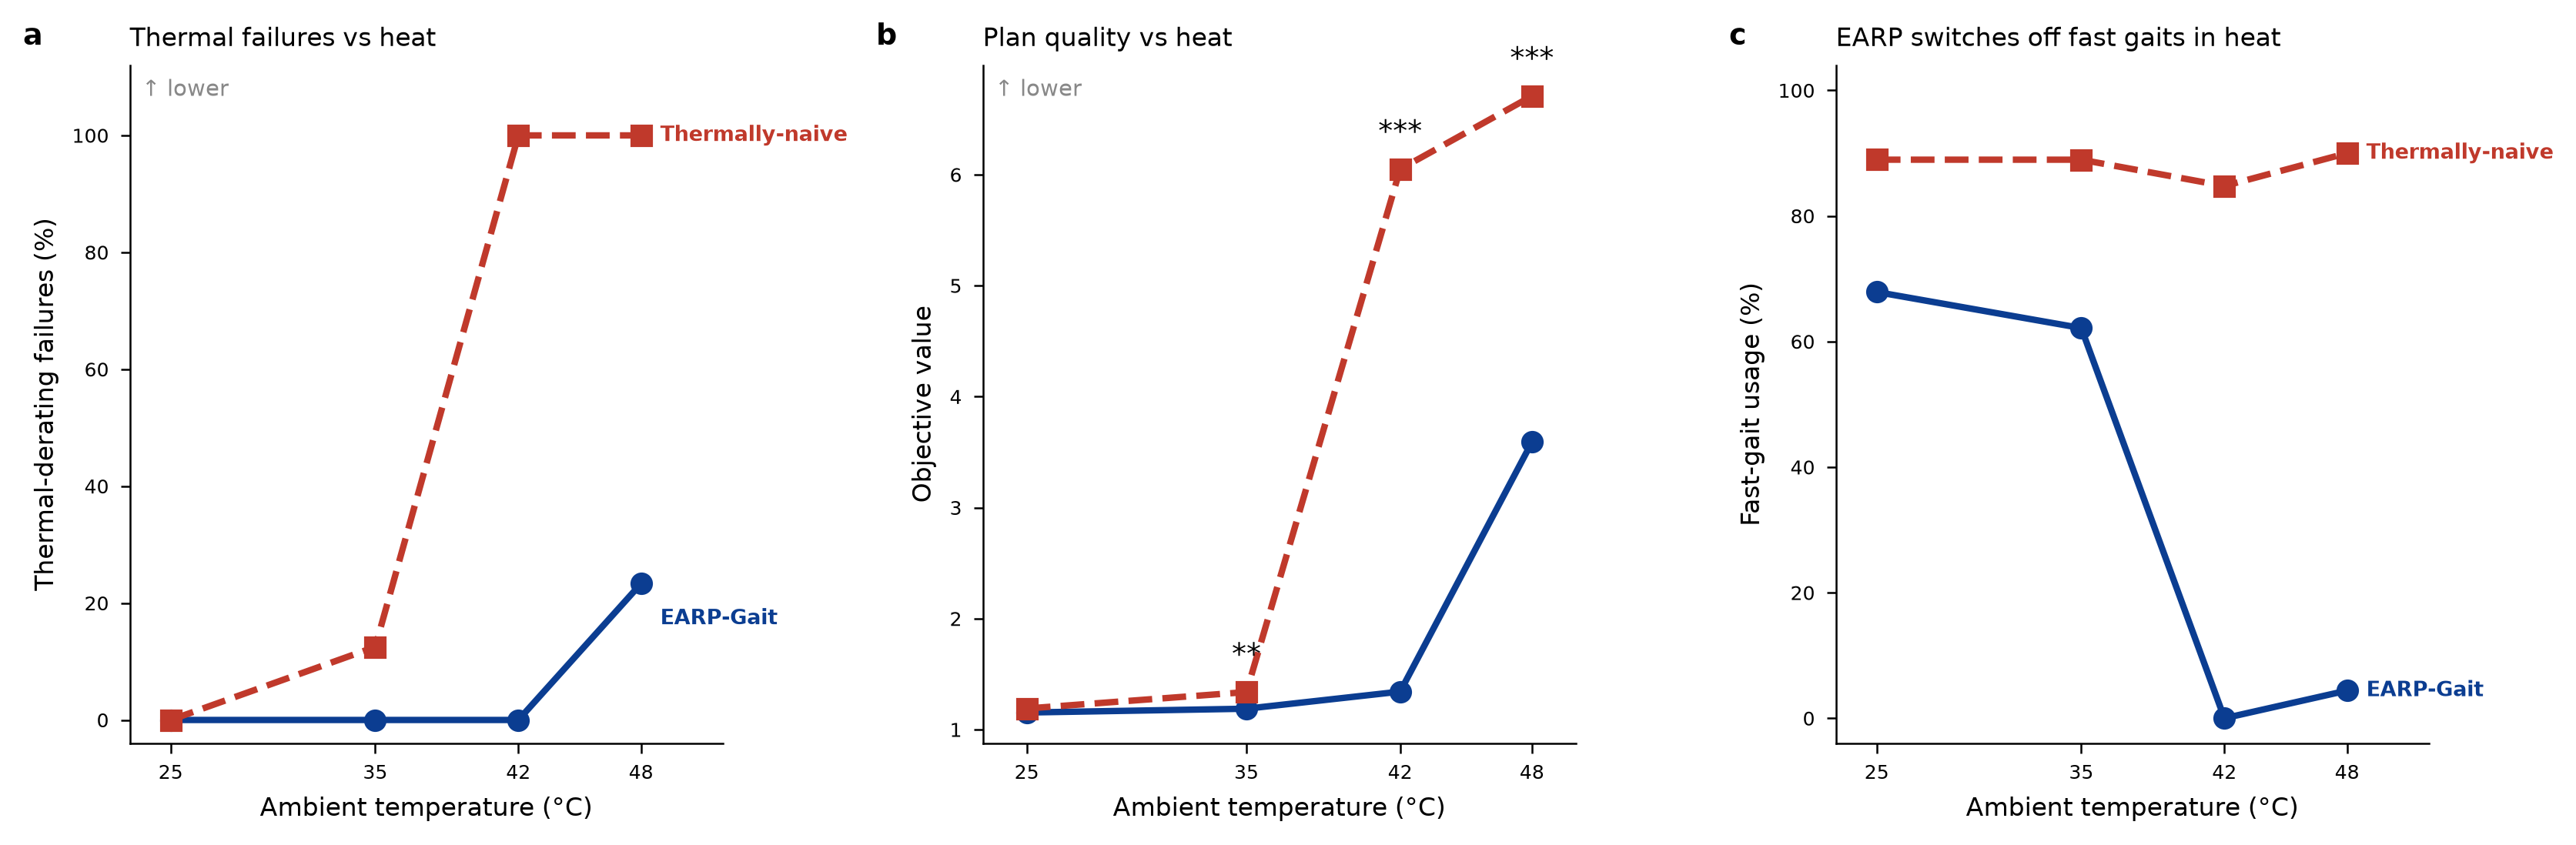 a
Thermal failures vs heat
↑ lower
Thermal-derating failures (%)
100
80
60
40
20
0
Thermally-naive
EARP-Gait
25 35 42 48
Ambient temperature (°C)
b
Plan quality vs heat
↑ lower
Objective value
6
5
4
3
2
1
**
***
***
25 35 42 48
Ambient temperature (°C)
c
EARP switches off fast gaits in heat
Fast-gait usage (%)
100
80
60
40
20
0
Thermally-naive
EARP-Gait
25 35 42 48
Ambient temperature (°C)